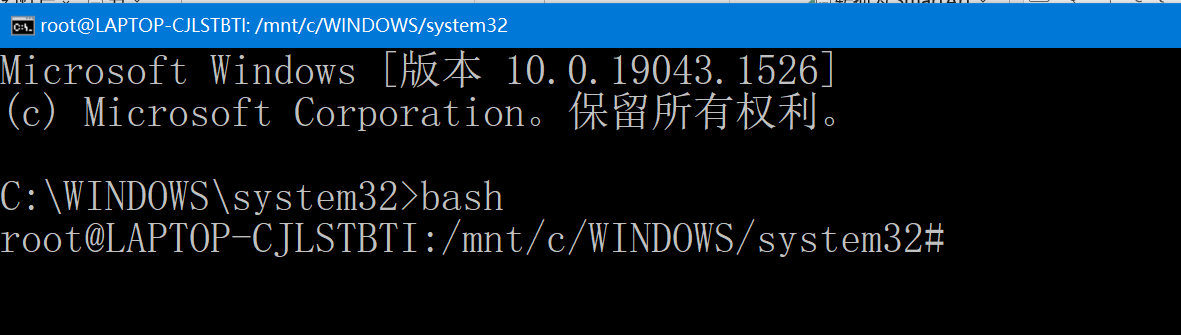 root@LAPTOP-CJLSTBTI: /mnt/c/WINDOWS/system32
Microsoft Windows [版本 10.0.19043.1526]
(c) Microsoft Corporation。保留所有权利。
C:\WINDOWS\system32>bash
root@LAPTOP-CJLSTBTI:/mnt/c/WINDOWS/system32#